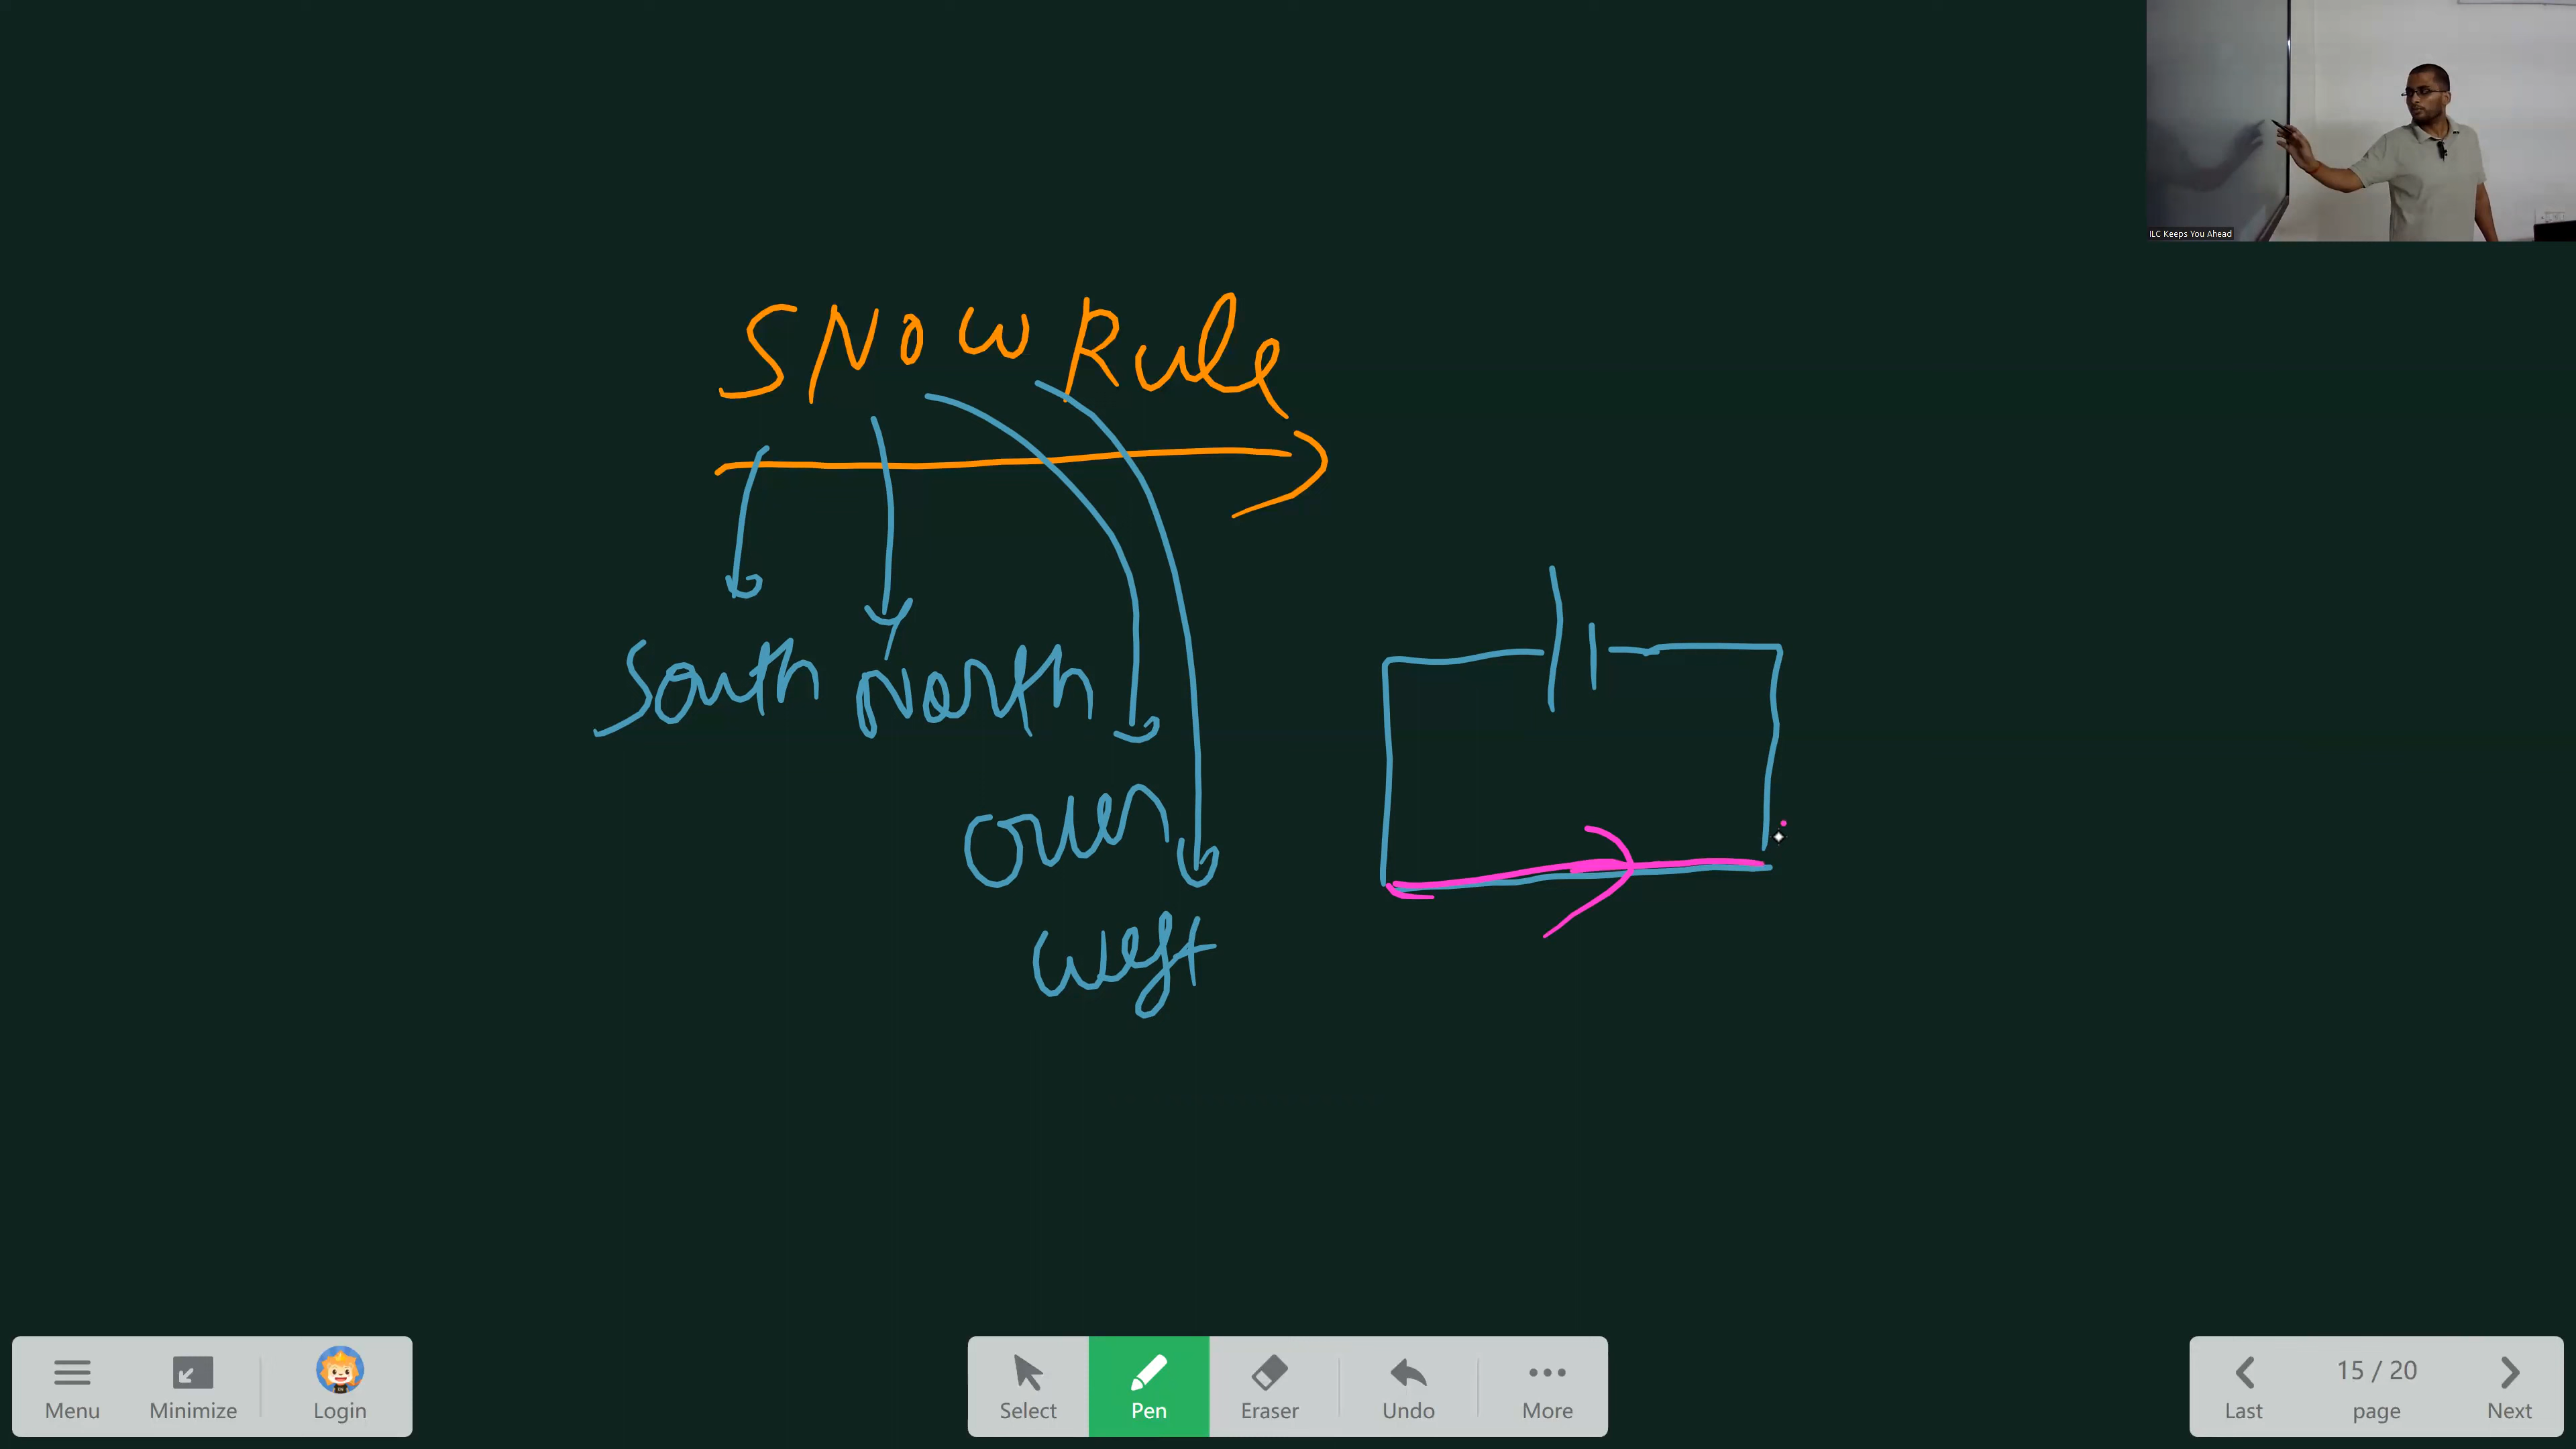 ILC Keeps You Ahead
SNOW Rule
South North
Over
West
Menu Minimize Login
Select Pen Eraser Undo More
Last 15 / 20 page Next